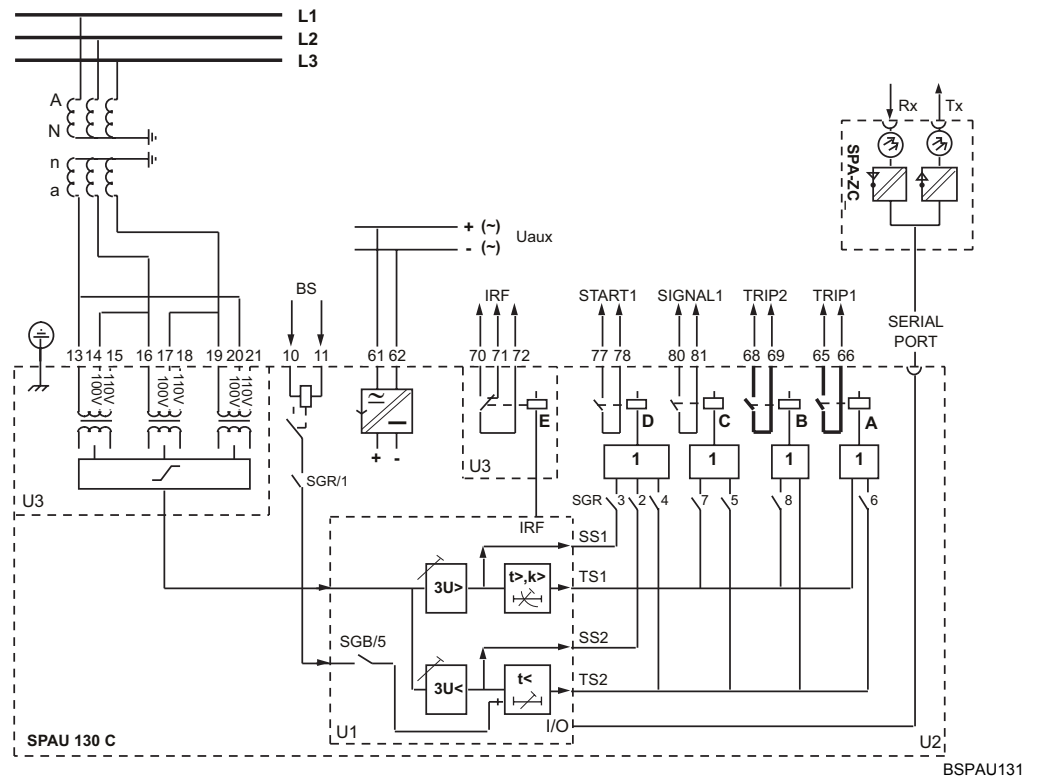 L1
L2
L3
A
N
n
a
Rx
Tx
SPA-ZC_
+ (~)
- (~)
Uaux
BS
IRF
START1
SIGNAL1
TRIP2
TRIP1
SERIAL
PORT
13 14 15 16 17 18 19 20 21
10 11
61 62
70 71 72
77 78
80 81
68 69
65 66
100V
110V
100V
110V
100V
110V
~
+ -
E
D
C
B
A
1
1
1
1
U3
U3
SGR/1
SGR
3
2
4
7
5
8
6
IRF
SS1
3U>
t>,k>
TS1
SGB/5
SS2
3U<
t<
TS2
+
I/O
U1
SPAU 130 C
U2
BSPAU131